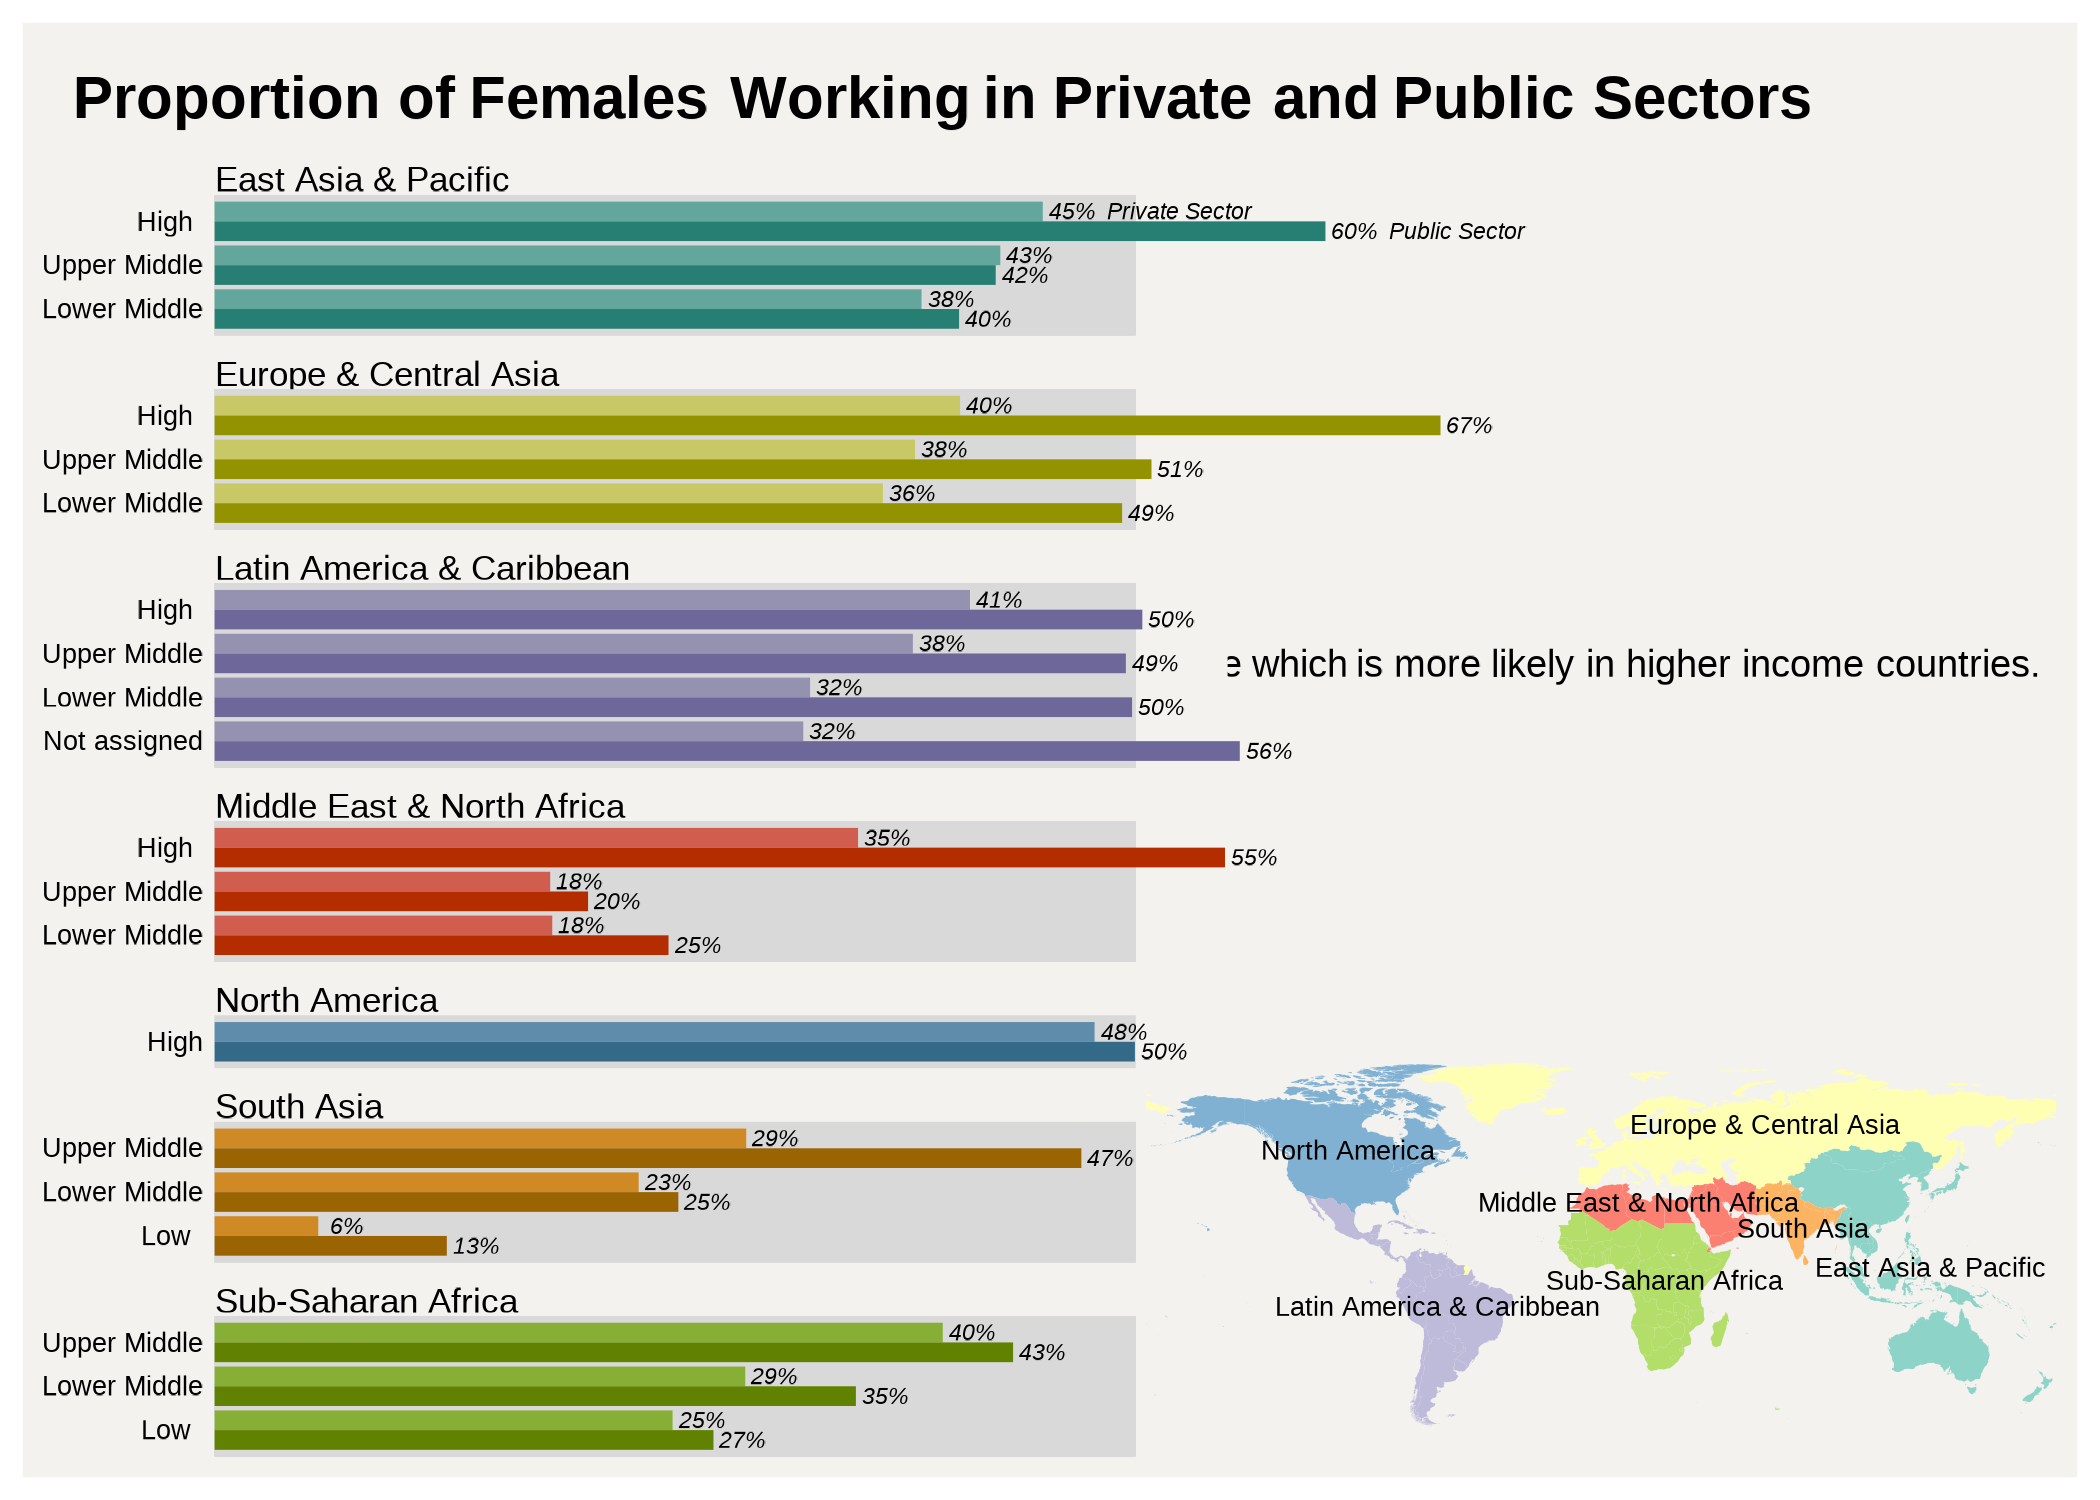 Proportion of Females Working in Private and Public Sectors
East Asia & Pacific
High 45% Private Sector
60% Public Sector
Upper Middle 43%
42%
Lower Middle 38%
40%
Europe & Central Asia
High 40%
67%
Upper Middle 38%
51%
Lower Middle 36%
49%
Latin America & Caribbean
High 41%
50%
Upper Middle 38%
49%
Lower Middle 32%
50%
Not assigned 32%
56%
e which is more likely in higher income countries.
Middle East & North Africa
High 35%
55%
Upper Middle 18%
20%
Lower Middle 18%
25%
North America
High 48%
50%
South Asia
Upper Middle 29%
47%
Lower Middle 23%
25%
Low 6%
13%
Sub-Saharan Africa
Upper Middle 40%
43%
Lower Middle 29%
35%
Low 25%
27%
Europe & Central Asia
North America
Middle East & North Africa
South Asia
East Asia & Pacific
Sub-Saharan Africa
Latin America & Caribbean